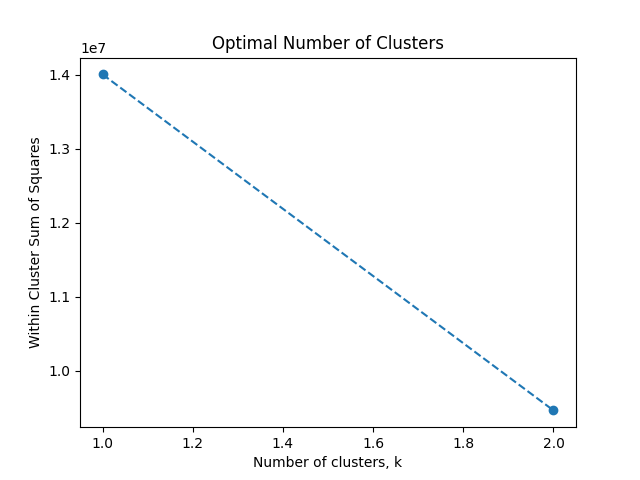 Optimal Number of Clusters
1e7
1.4
1.3
1.2
1.1
1.0
Within Cluster Sum of Squares
1.0 1.2 1.4 1.6 1.8 2.0
Number of clusters, k